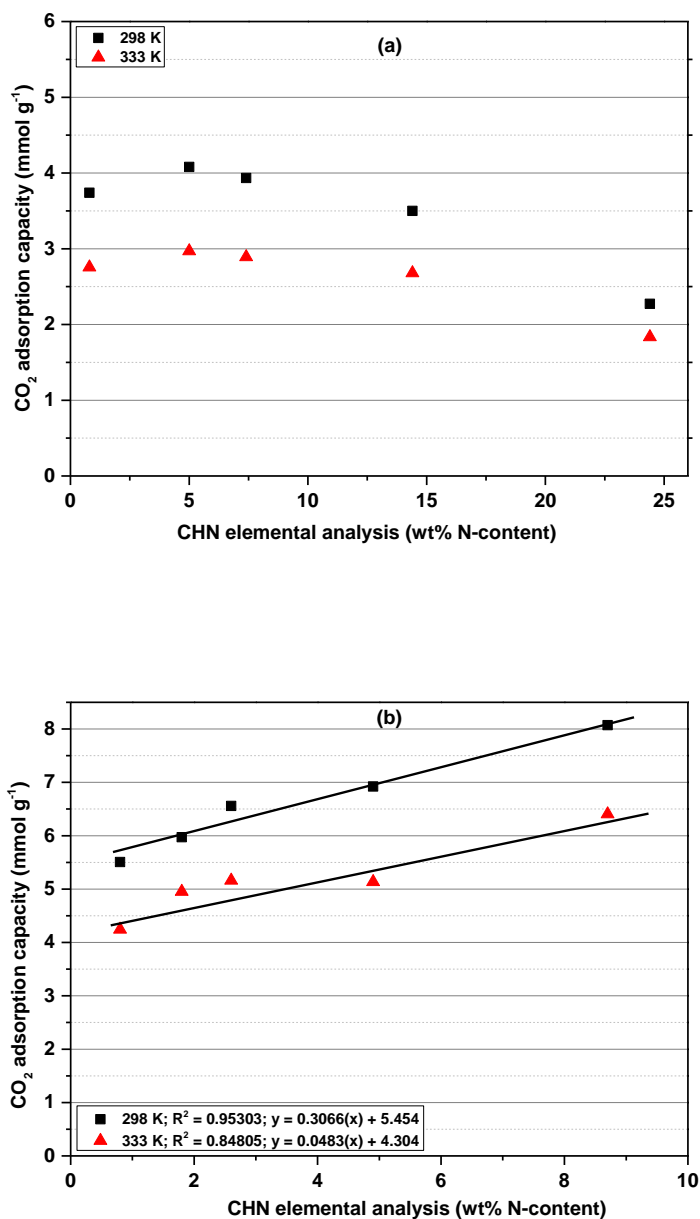 298 K
333 K
(a)
6
5
4
3
2
1
0
0 5 10 15 20 25
CO₂ adsorption capacity (mmol g⁻¹)
CHN elemental analysis (wt% N-content)
(b)
8
7
6
5
4
3
2
1
0
0 2 4 6 8 10
CO₂ adsorption capacity (mmol g⁻¹)
298 K; R² = 0.95303; y = 0.3066(x) + 5.454
333 K; R² = 0.84805; y = 0.0483(x) + 4.304
CHN elemental analysis (wt% N-content)